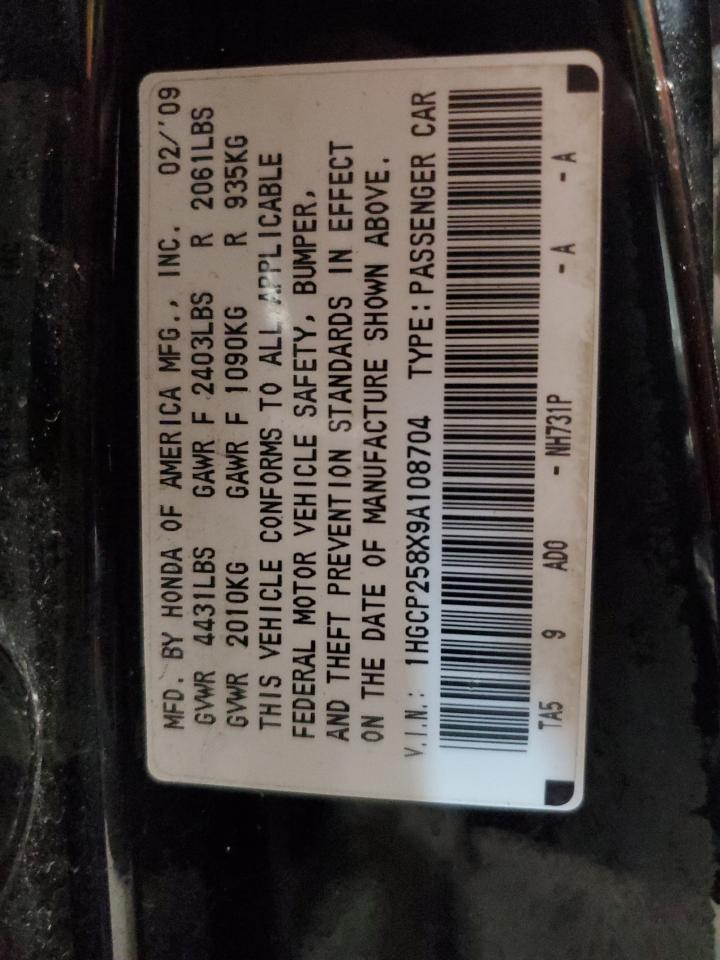 MFD. BY HONDA OF AMERICA MFG., INC. 02/'09
GVWR 4431LBS GAWR F 2403LBS R 2061LBS
GVWR 2010KG GAWR F 1090KG R 935KG
THIS VEHICLE CONFORMS TO ALL APPLICABLE
FEDERAL MOTOR VEHICLE SAFETY, BUMPER,
AND THEFT PREVENTION STANDARDS IN EFFECT
ON THE DATE OF MANUFACTURE SHOWN ABOVE.
V.I.N.: 1HGCP258X9A108704 TYPE: PASSENGER CAR
TA5 9 AD0 - NH731P - A - A